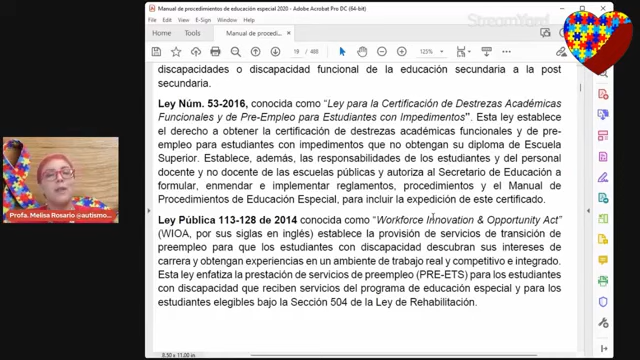 Manual de procedimientos de educación especial 2020 - Adobe Acrobat Pro DC (64-bit)
File Edit View E-Sign Window Help
Home Tools Manual de procedi... ×
18 / 488 125%
StreamYard
discapacidades o discapacidad funcional de la educación secundaria a la post
secundaria.
Ley Núm. 53-2016, conocida como "Ley para la Certificación de Destrezas Académicas
Funcionales y de Pre-Empleo para Estudiantes con Impedimentos". Esta ley establece
el derecho a obtener la certificación de destrezas académicas funcionales y de pre-
empleo para estudiantes con impedimentos que no obtengan su diploma de Escuela
Superior. Establece, además, las responsabilidades de los estudiantes y del personal
docente y no docente de las escuelas públicas y autoriza al Secretario de Educación a
formular, enmendar e implementar reglamentos, procedimientos y el Manual de
Procedimientos de Educación Especial, para incluir la expedición de este certificado.
Ley Pública 113-128 de 2014 conocida como "Workforce Innovation & Opportunity Act"
(WIOA, por sus siglas en inglés) establece la provisión de servicios de transición de
preempleo para que los estudiantes con discapacidad descubran sus intereses de
carrera y obtengan experiencias en un ambiente de trabajo real y competitivo e integrado.
Esta ley enfatiza la prestación de servicios de preempleo (PRE-ETS) para los estudiantes
con discapacidad que reciben servicios del programa de educación especial y para los
estudiantes elegibles bajo la Sección 504 de la Ley de Rehabilitación.
8.50 x 11.00 in
Profa. Melisa Rosario @autismo...